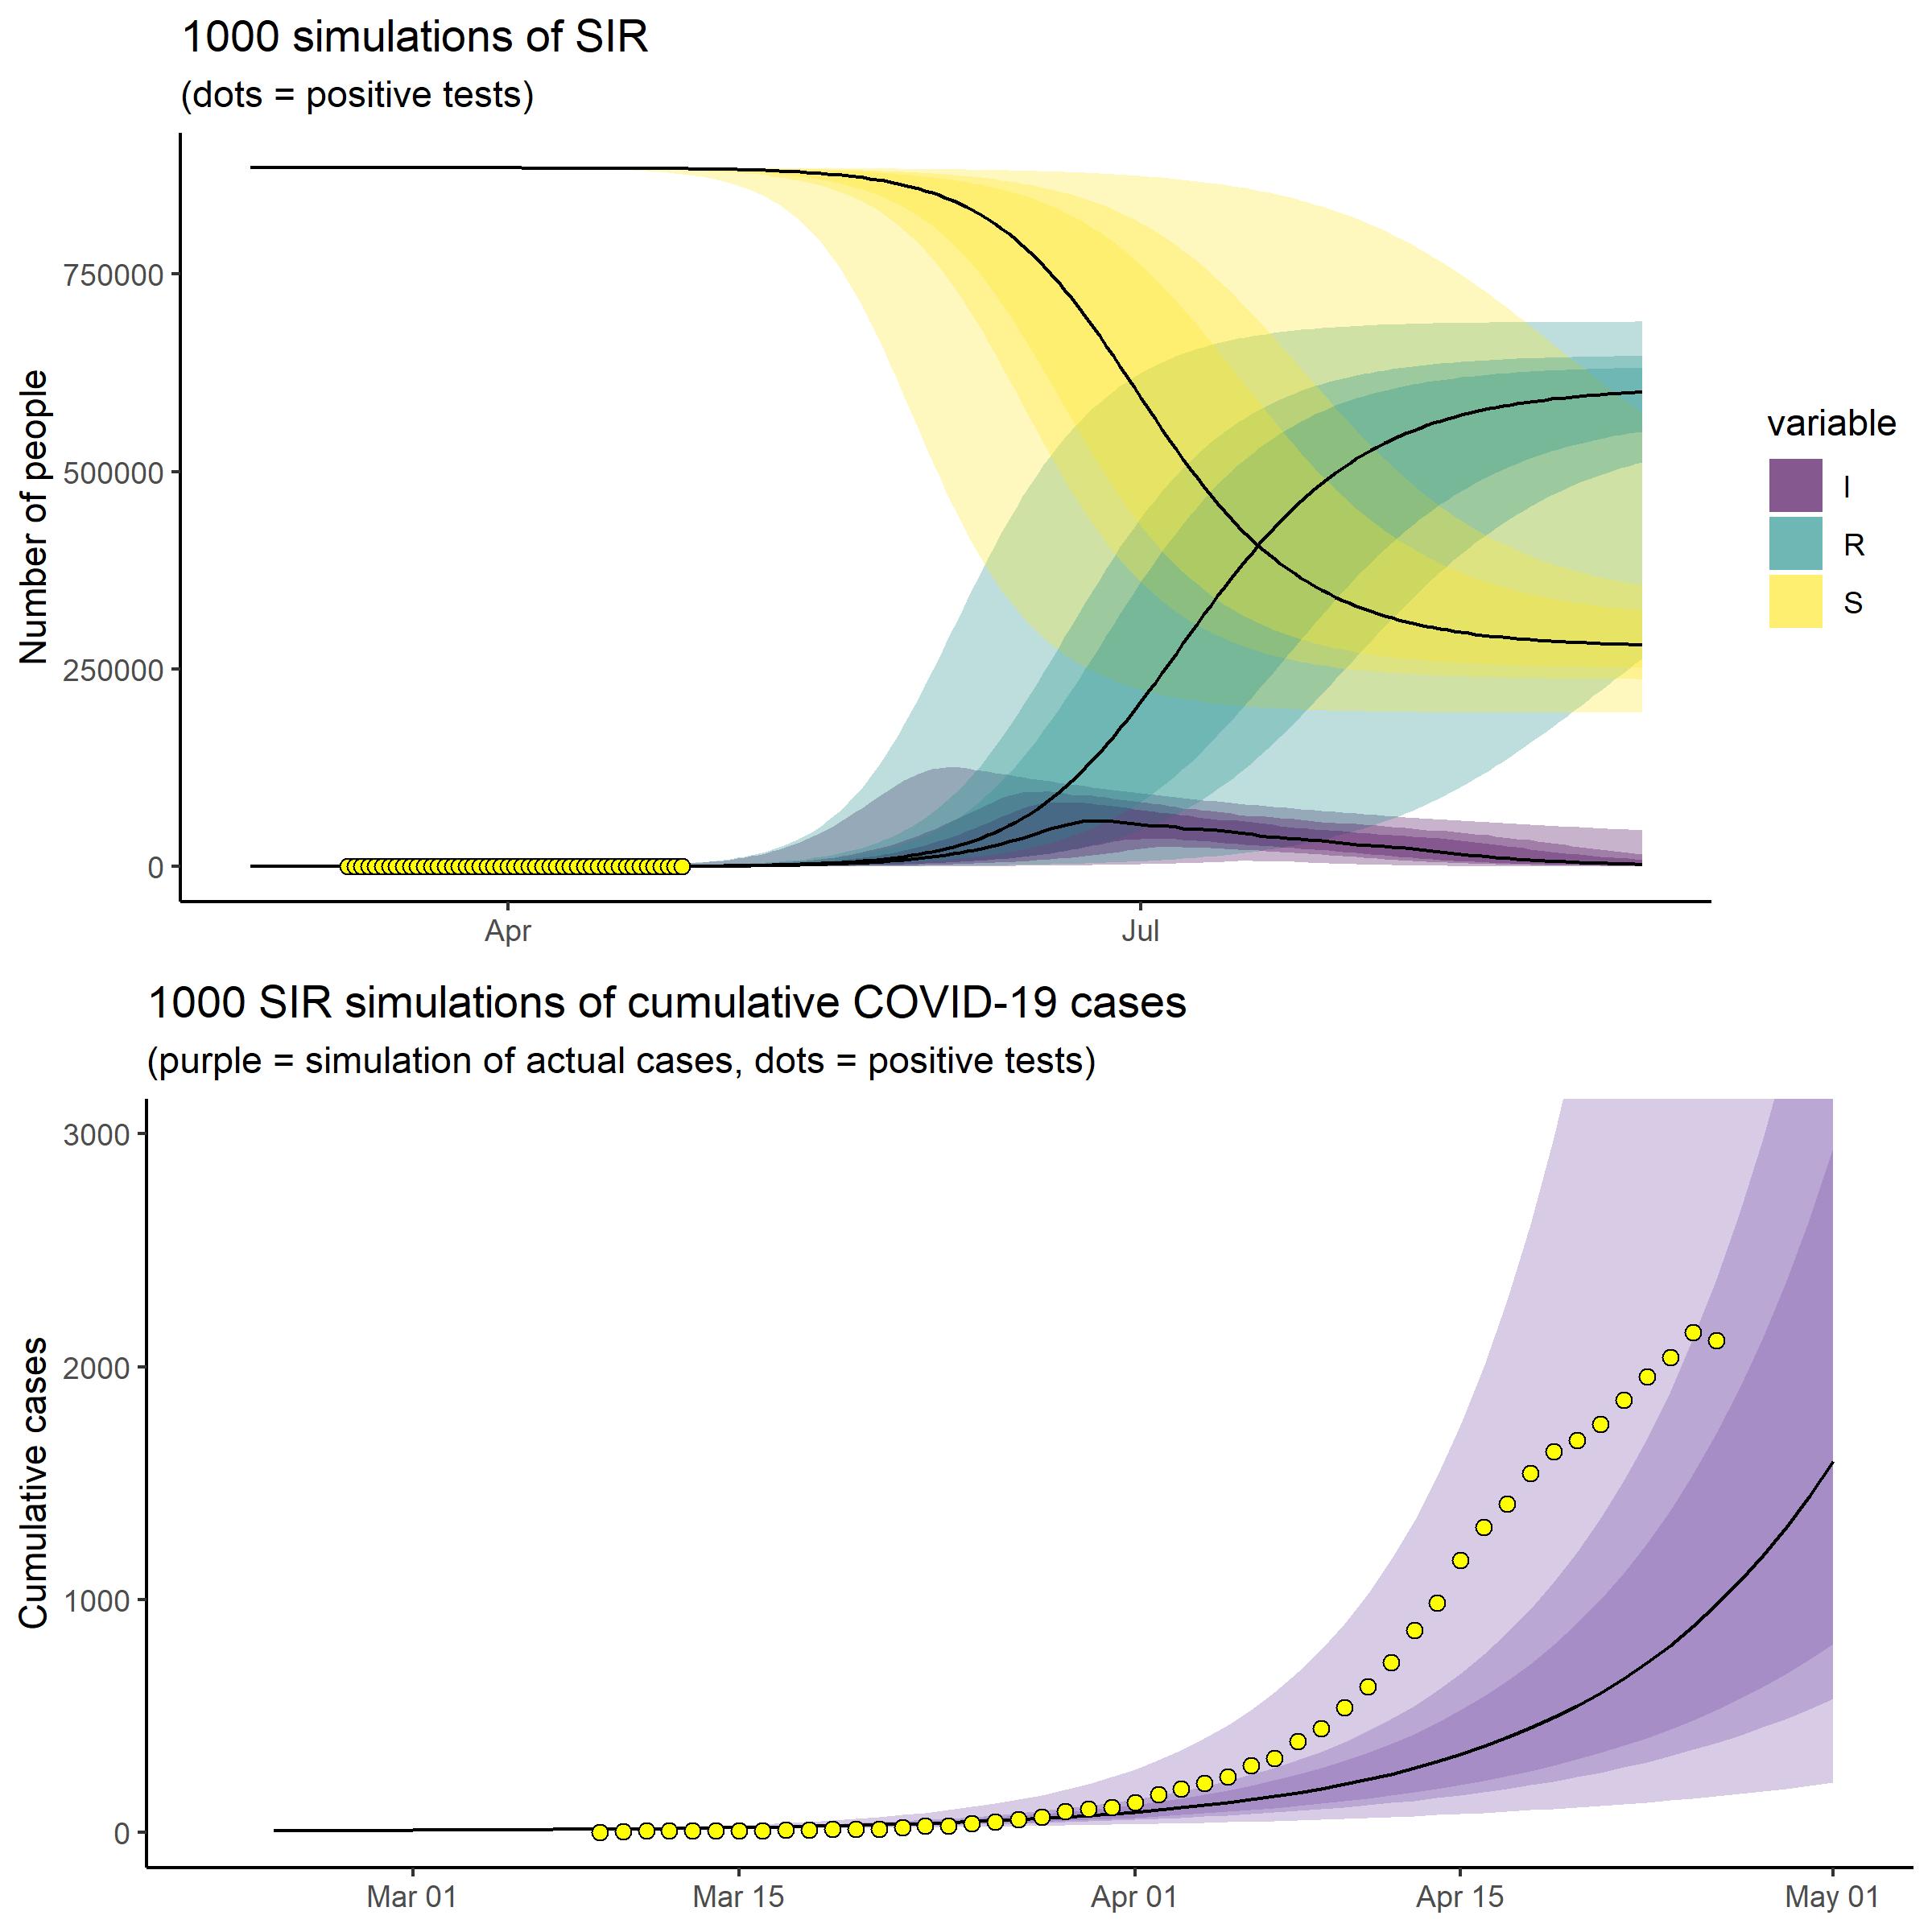 1000 simulations of SIR
(dots = positive tests)
Number of people
750000
500000
250000
0
Apr
Jul
variable
I
R
S
1000 SIR simulations of cumulative COVID-19 cases
(purple = simulation of actual cases, dots = positive tests)
Cumulative cases
3000
2000
1000
0
Mar 01
Mar 15
Apr 01
Apr 15
May 01